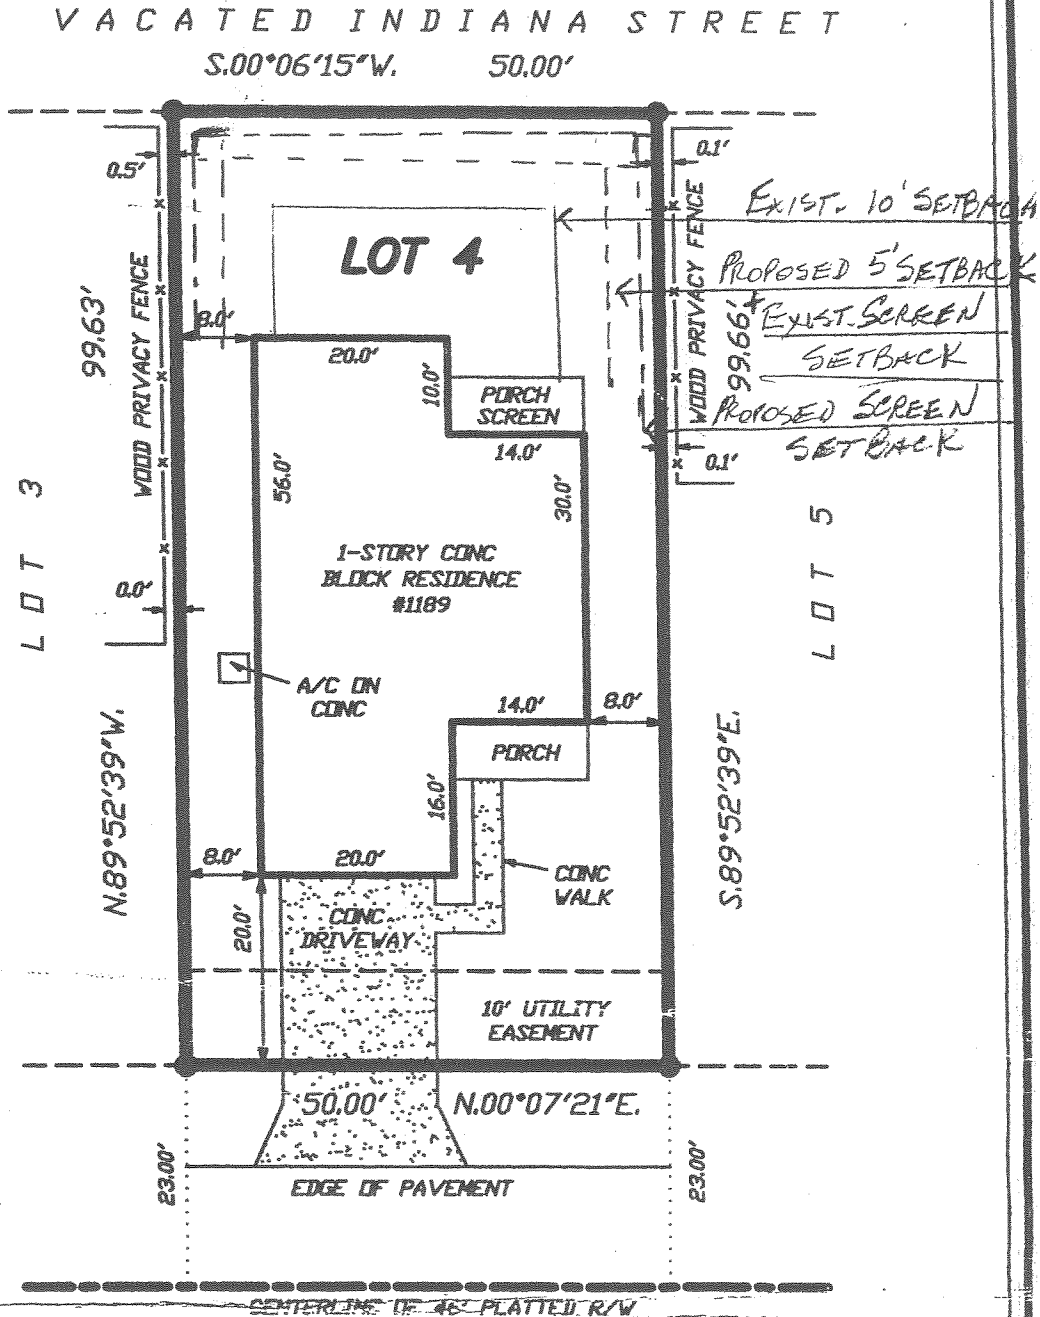 VACATED INDIANA STREET
S.00°06'15"W. 50.00'
0.5'
0.1'
EXIST. 10' SETBACK
LOT 4
PROPOSED 5' SETBACK
+
EXIST. SCREEN
SETBACK
PROPOSED SCREEN
SETBACK
WOOD PRIVACY FENCE
99.63'
WOOD PRIVACY FENCE
99.66'
8.0'
20.0'
10.0'
PORCH
SCREEN
14.0'
0.1'
56.0'
30.0'
LOT 3
LOT 5
1-STORY CONC
BLOCK RESIDENCE
#1189
0.0'
A/C ON
CONC
14.0'
8.0'
PORCH
N.89°52'39"W.
S.89°52'39"E.
16.0'
8.0'
20.0'
CONC
WALK
20.0'
CONC
DRIVEWAY
10' UTILITY
EASEMENT
50.00' N.00°07'21"E.
23.00'
23.00'
EDGE OF PAVEMENT
CENTERLINE OF 46' PLATTED R/W